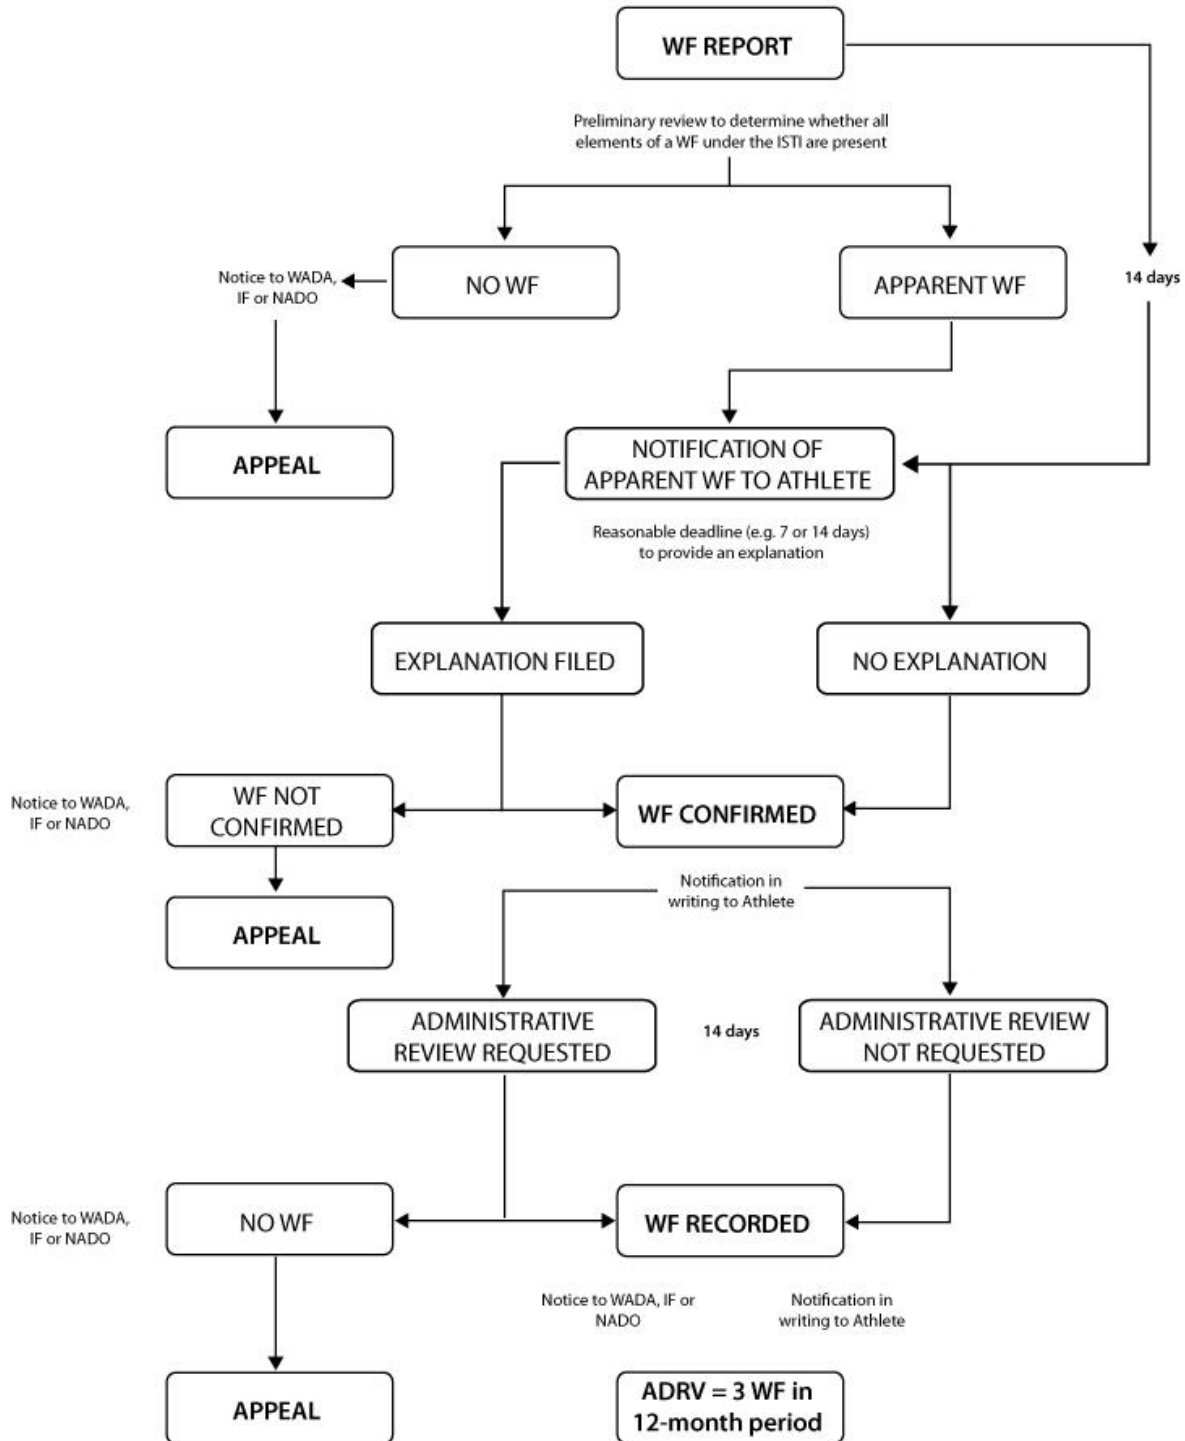 WF REPORT
Preliminary review to determine whether all
elements of a WF under the ISTI are present
Notice to WADA,
IF or NADO
NO WF
APPARENT WF
14 days
APPEAL
NOTIFICATION OF
APPARENT WF TO ATHLETE
Reasonable deadline (e.g. 7 or 14 days)
to provide an explanation
EXPLANATION FILED
NO EXPLANATION
Notice to WADA,
IF or NADO
WF NOT
CONFIRMED
WF CONFIRMED
Notification in
writing to Athlete
APPEAL
ADMINISTRATIVE
REVIEW REQUESTED
14 days
ADMINISTRATIVE REVIEW
NOT REQUESTED
Notice to WADA,
IF or NADO
NO WF
WF RECORDED
Notice to WADA, IF or
NADO
Notification in
writing to Athlete
APPEAL
ADRV = 3 WF in
12-month period